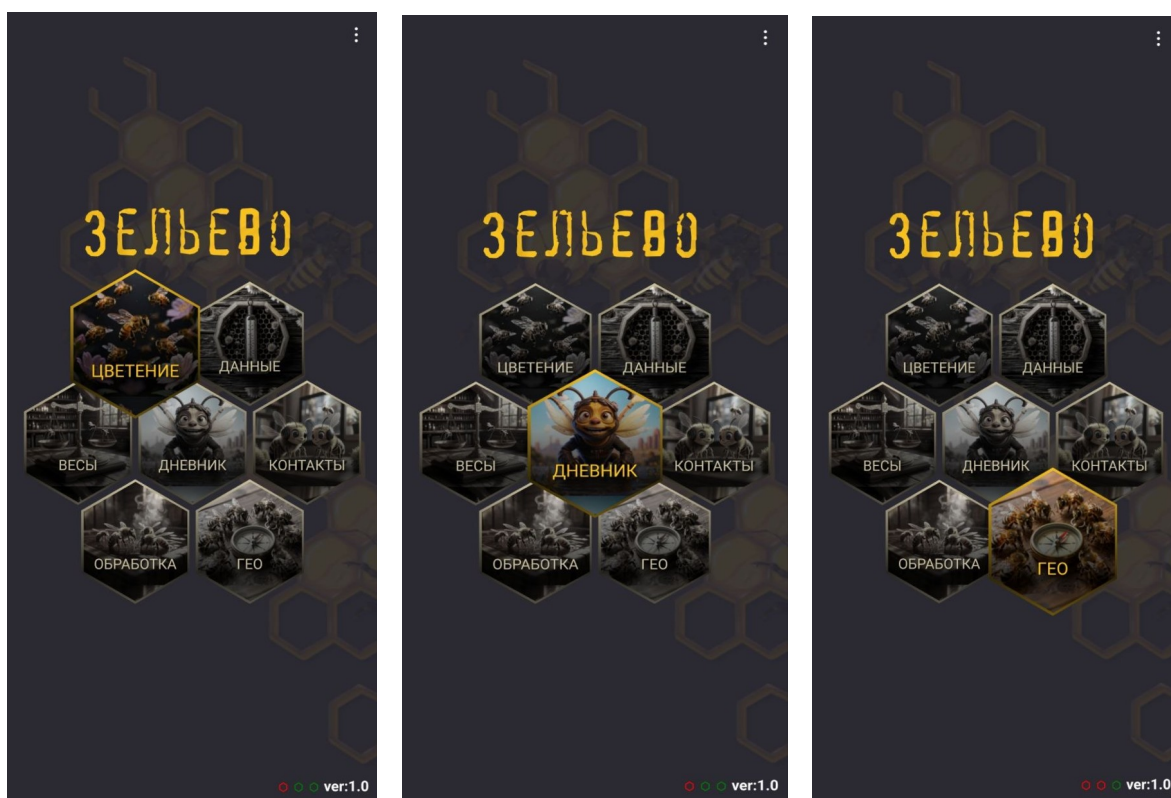 ЗЕЛЬЕВО
ЦВЕТЕНИЕ ДАННЫЕ
ВЕСЫ ДНЕВНИК КОНТАКТЫ
ОБРАБОТКА ГЕО
ver:1.0
ЗЕЛЬЕВО
ЦВЕТЕНИЕ ДАННЫЕ
ВЕСЫ ДНЕВНИК КОНТАКТЫ
ОБРАБОТКА ГЕО
ver:1.0
ЗЕЛЬЕВО
ЦВЕТЕНИЕ ДАННЫЕ
ВЕСЫ ДНЕВНИК КОНТАКТЫ
ОБРАБОТКА ГЕО
ver:1.0